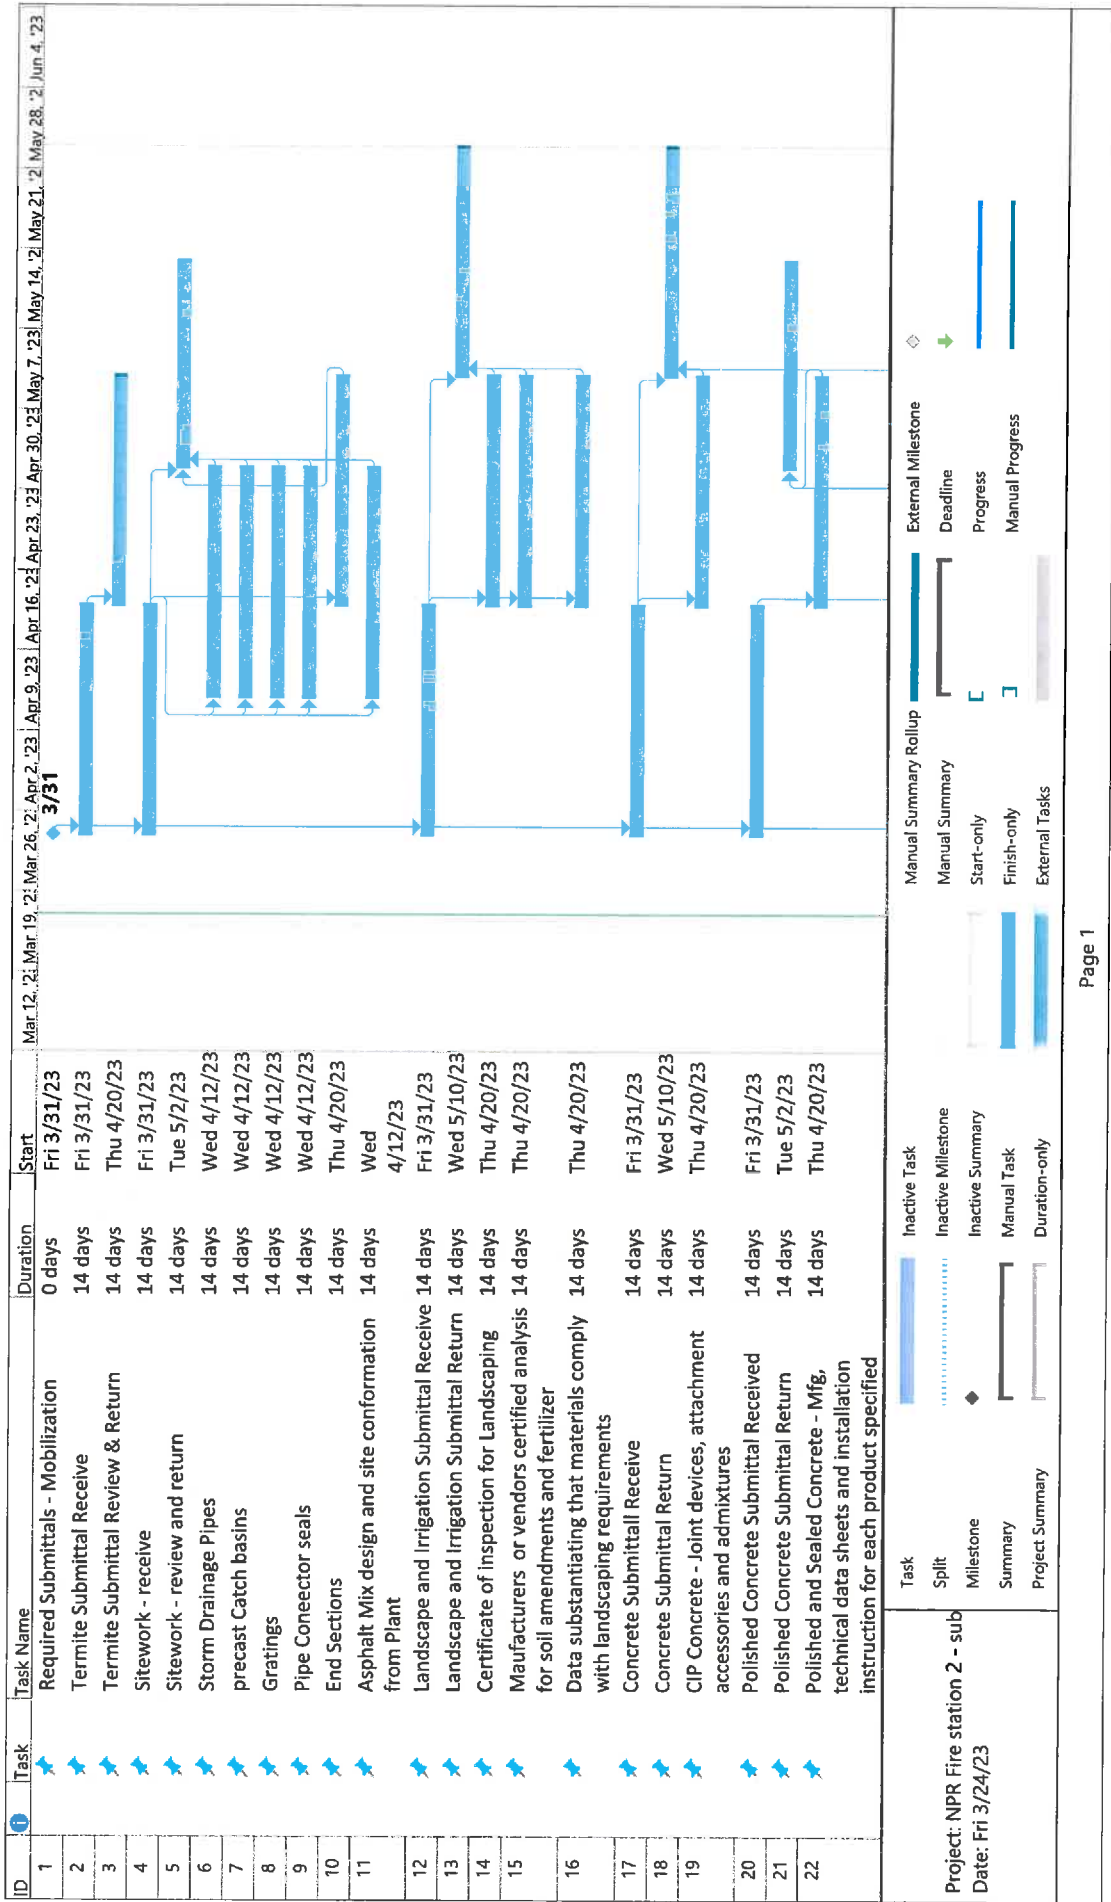 ID Task Task Name Duration Start Mar 12, '2 Mar 19, '2 Mar 26, '2 Apr 2, '23 Apr 9, '23 Apr 16, '23 Apr 23, '23 Apr 30, '23 May 7, '23 May 14, '2 May 21, '2 May 28, '2 Jun 4, '23
1 Required Submittals - Mobilization 0 days Fri 3/31/23 3/31
2 Termite Submittal Receive 14 days Fri 3/31/23
3 Termite Submittal Review & Return 14 days Thu 4/20/23
4 Sitework - receive 14 days Fri 3/31/23
5 Sitework - review and return 14 days Tue 5/2/23
6 Storm Drainage Pipes 14 days Wed 4/12/23
7 precast Catch basins 14 days Wed 4/12/23
8 Gratings 14 days Wed 4/12/23
9 Pipe Coneector seals 14 days Wed 4/12/23
10 End Sections 14 days Thu 4/20/23
11 Asphalt Mix design and site conformation 14 days Wed
from Plant 4/12/23
12 Landscape and Irrigation Submittal Receive 14 days Fri 3/31/23
13 Landscape and Irrigation Submittal Return 14 days Wed 5/10/23
14 Certificate of Inspection for Landscaping 14 days Thu 4/20/23
15 Maufacturers or vendors certified analysis 14 days Thu 4/20/23
for soil amendments and fertilizer
16 Data substantiating that materials comply 14 days Thu 4/20/23
with landscaping requirements
17 Concrete Submittall Receive 14 days Fri 3/31/23
18 Concrete Submittal Return 14 days Wed 5/10/23
19 CIP Concrete - Joint devices, attachment 14 days Thu 4/20/23
accessories and admixtures
20 Polished Concrete Submittal Received 14 days Fri 3/31/23
21 Polished Concrete Submittal Return 14 days Tue 5/2/23
22 Polished and Sealed Concrete - Mfg, 14 days Thu 4/20/23
technical data sheets and installation
instruction for each product specified
Project: NPR Fire station 2 - sub
Date: Fri 3/24/23
Task Inactive Task Manual Summary Rollup External Milestone
Split Inactive Milestone Manual Summary Deadline
Milestone Inactive Summary Start-only Progress
Summary Manual Task Finish-only Manual Progress
Project Summary Duration-only External Tasks
Page 1